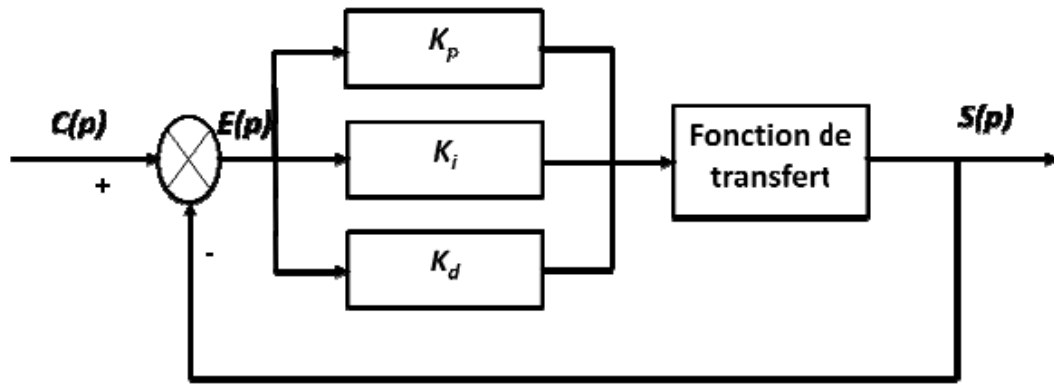 K_p
C(p)
E(p)
K_i
Fonction de
transfert
S(p)
+
-
K_d